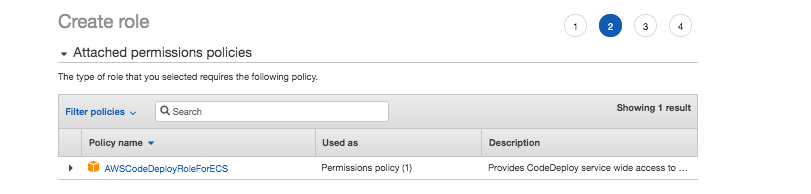 Create role
1 2 3 4
Attached permissions policies
The type of role that you selected requires the following policy.
Filter policies Search Showing 1 result
Policy name Used as Description
AWSCodeDeployRoleForECS Permissions policy (1) Provides CodeDeploy service wide access to ...